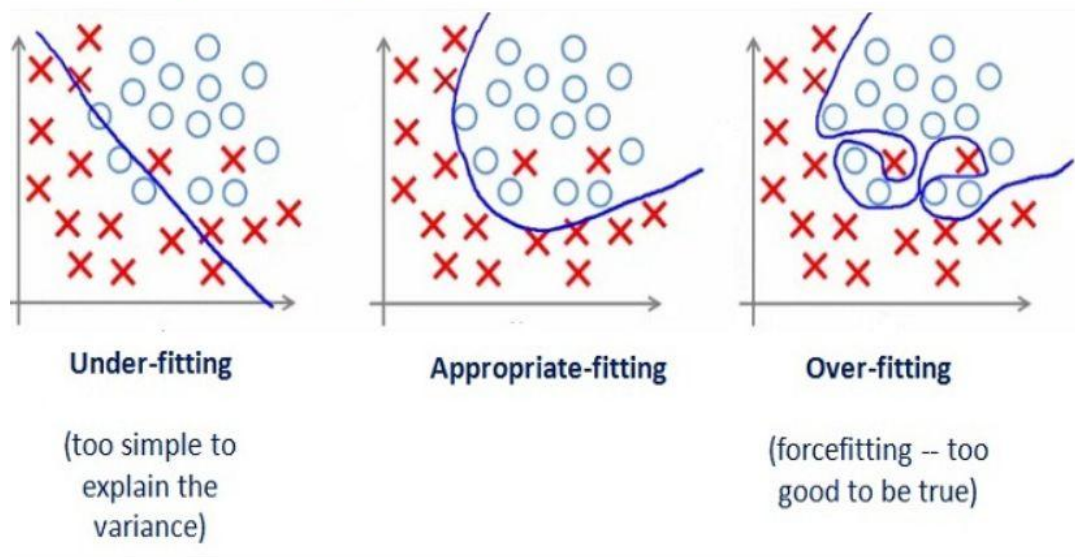 Under-fitting
Appropriate-fitting
Over-fitting
(too simple to
explain the
variance)
(forcefitting -- too
good to be true)